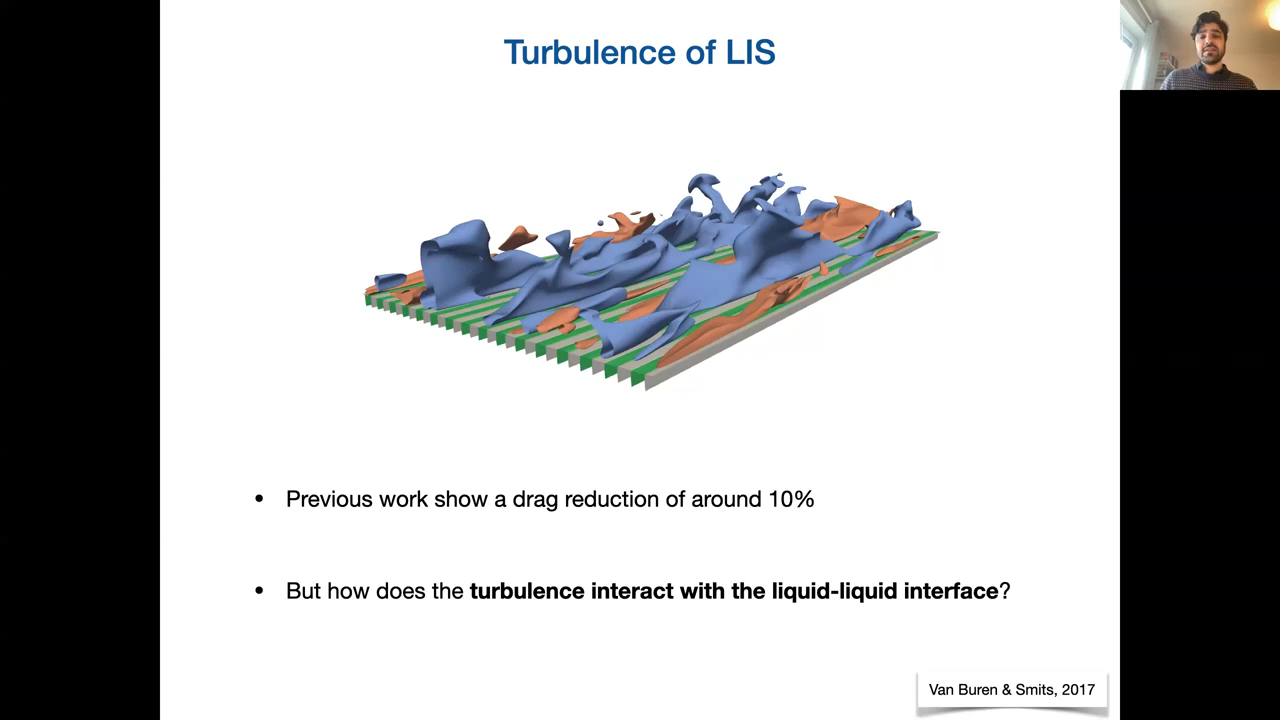 Turbulence of LIS
• Previous work show a drag reduction of around 10%
• But how does the turbulence interact with the liquid-liquid interface?
Van Buren & Smits, 2017